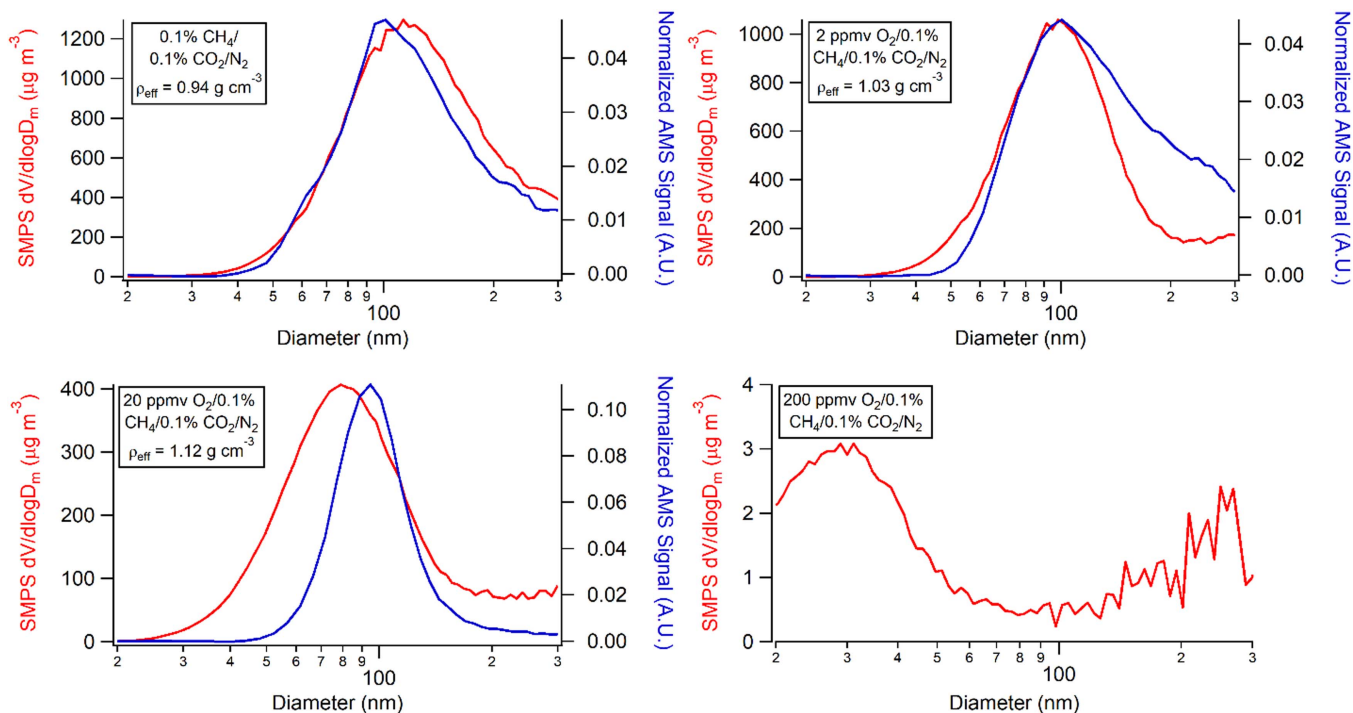 SMPS dV/dlogDₘ (µg m⁻³)
1200
1000
800
600
400
200
0
0.1% CH₄/
0.1% CO₂/N₂
ρeff = 0.94 g cm⁻³
0.04
0.03
0.02
0.01
0.00
Normalized AMS Signal (A.U.)
2 3 4 5 6 7 8 9 100 2 3
Diameter (nm)
SMPS dV/dlogDₘ (µg m⁻³)
1000
800
600
400
200
0
2 ppmv O₂/0.1%
CH₄/0.1% CO₂/N₂
ρeff = 1.03 g cm⁻³
0.04
0.03
0.02
0.01
0.00
Normalized AMS Signal (A.U.)
2 3 4 5 6 7 8 9 100 2 3
Diameter (nm)
SMPS dV/dlogDₘ (µg m⁻³)
400
300
200
100
0
20 ppmv O₂/0.1%
CH₄/0.1% CO₂/N₂
ρeff = 1.12 g cm⁻³
0.10
0.08
0.06
0.04
0.02
0.00
Normalized AMS Signal (A.U.)
2 3 4 5 6 7 8 9 100 2 3
Diameter (nm)
SMPS dV/dlogDₘ (µg m⁻³)
4
3
2
1
0
200 ppmv O₂/0.1%
CH₄/0.1% CO₂/N₂
2 3 4 5 6 7 8 9 100 2 3
Diameter (nm)